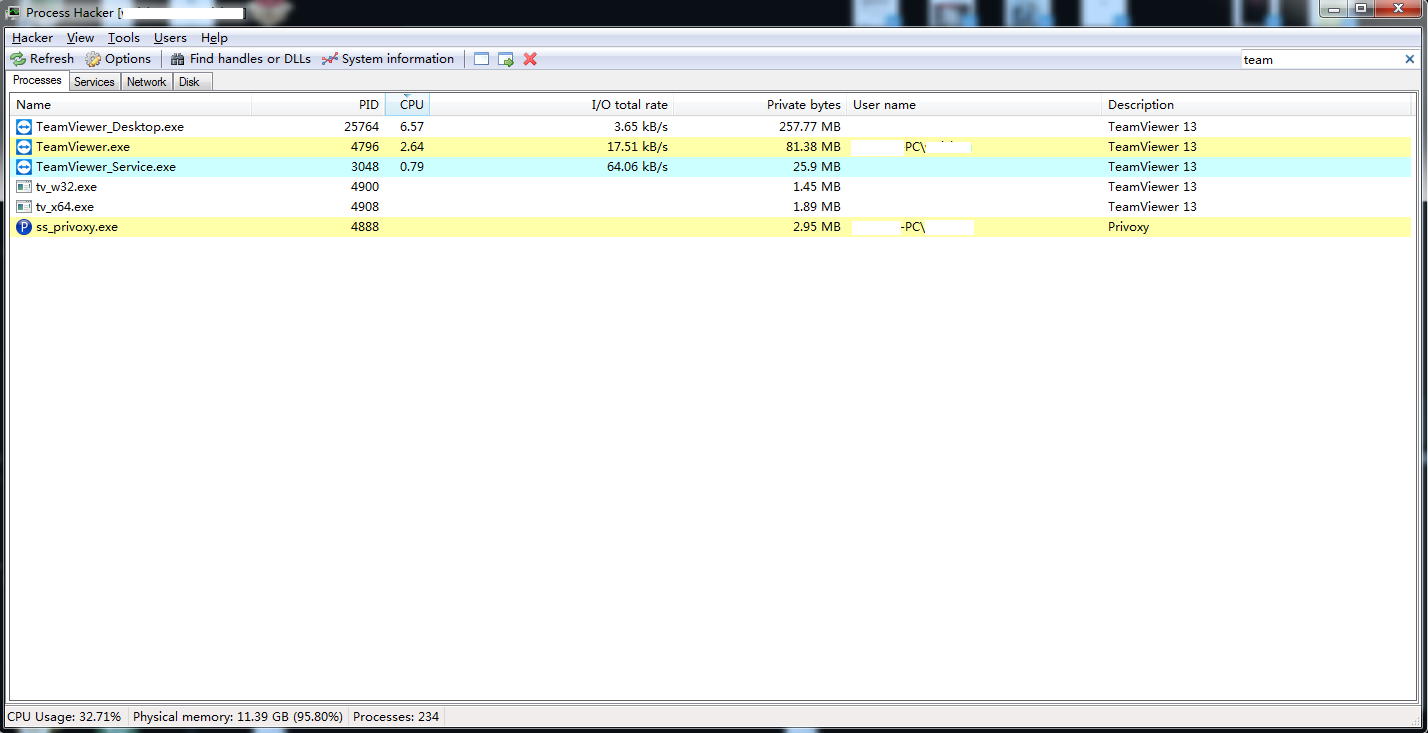 Process Hacker [
Hacker View Tools Users Help
Refresh Options Find handles or DLLs System information team
Processes Services Network Disk
Name PID CPU I/O total rate Private bytes User name Description
TeamViewer_Desktop.exe 25764 6.57 3.65 kB/s 257.77 MB TeamViewer 13
TeamViewer.exe 4796 2.64 17.51 kB/s 81.38 MB PC\ TeamViewer 13
TeamViewer_Service.exe 3048 0.79 64.06 kB/s 25.9 MB TeamViewer 13
tv_w32.exe 4900 1.45 MB TeamViewer 13
tv_x64.exe 4908 1.89 MB TeamViewer 13
P ss_privoxy.exe 4888 2.95 MB -PC\ Privoxy
CPU Usage: 32.71% Physical memory: 11.39 GB (95.80%) Processes: 234